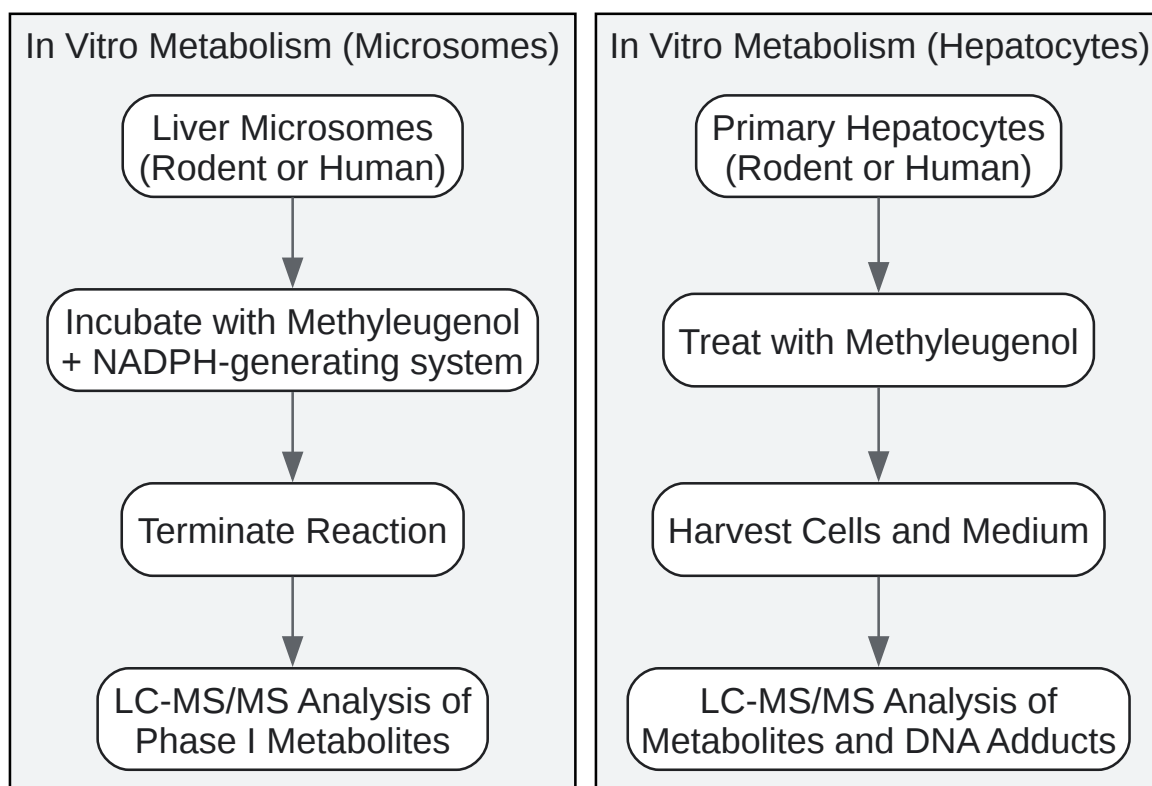 In Vitro Metabolism (Microsomes)
Liver Microsomes
(Rodent or Human)
Incubate with Methyleugenol
+ NADPH-generating system
Terminate Reaction
LC-MS/MS Analysis of
Phase I Metabolites
In Vitro Metabolism (Hepatocytes)
Primary Hepatocytes
(Rodent or Human)
Treat with Methyleugenol
Harvest Cells and Medium
LC-MS/MS Analysis of
Metabolites and DNA Adducts